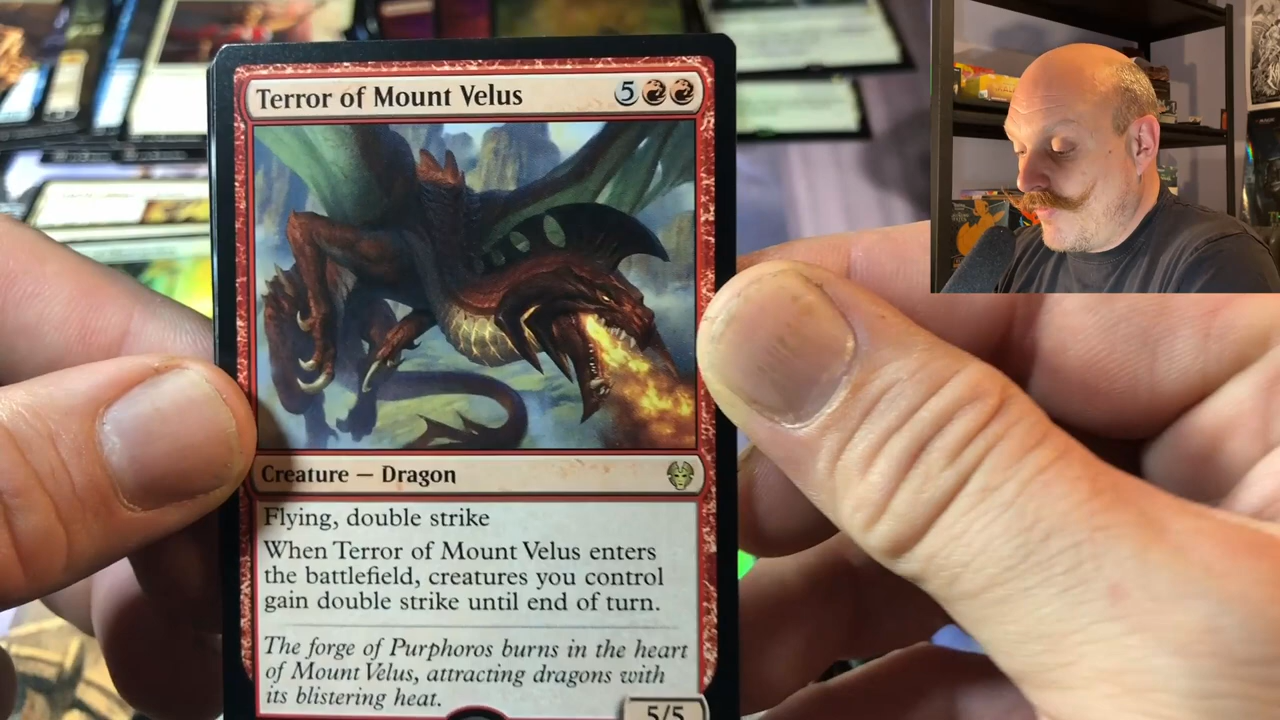 Terror of Mount Velus 5
Creature — Dragon
Flying, double strike
When Terror of Mount Velus enters
the battlefield, creatures you control
gain double strike until end of turn.
The forge of Purphoros burns in the heart
of Mount Velus, attracting dragons with
its blistering heat.
5/5